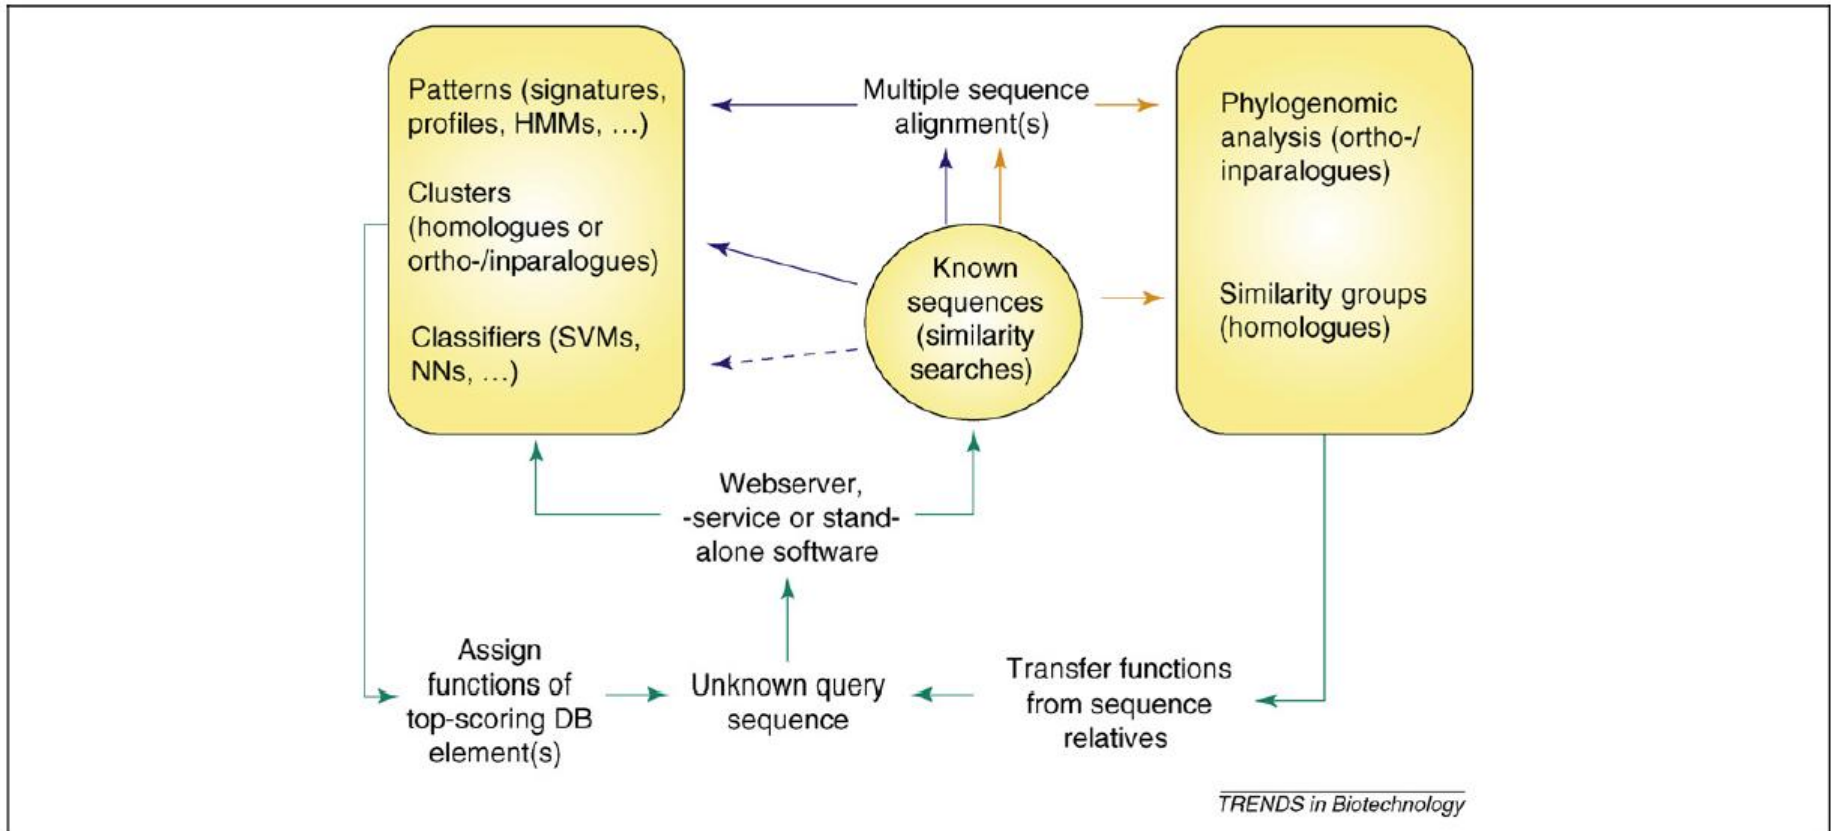 Patterns (signatures,
profiles, HMMs, ...)
Clusters
(homologues or
ortho-/inparalogues)
Classifiers (SVMs,
NNs, ...)
Multiple sequence
alignment(s)
Known
sequences
(similarity
searches)
Phylogenomic
analysis (ortho-/
inparalogues)
Similarity groups
(homologues)
Webserver,
-service or stand-
alone software
Assign
functions of
top-scoring DB
element(s)
Unknown query
sequence
Transfer functions
from sequence
relatives
TRENDS in Biotechnology